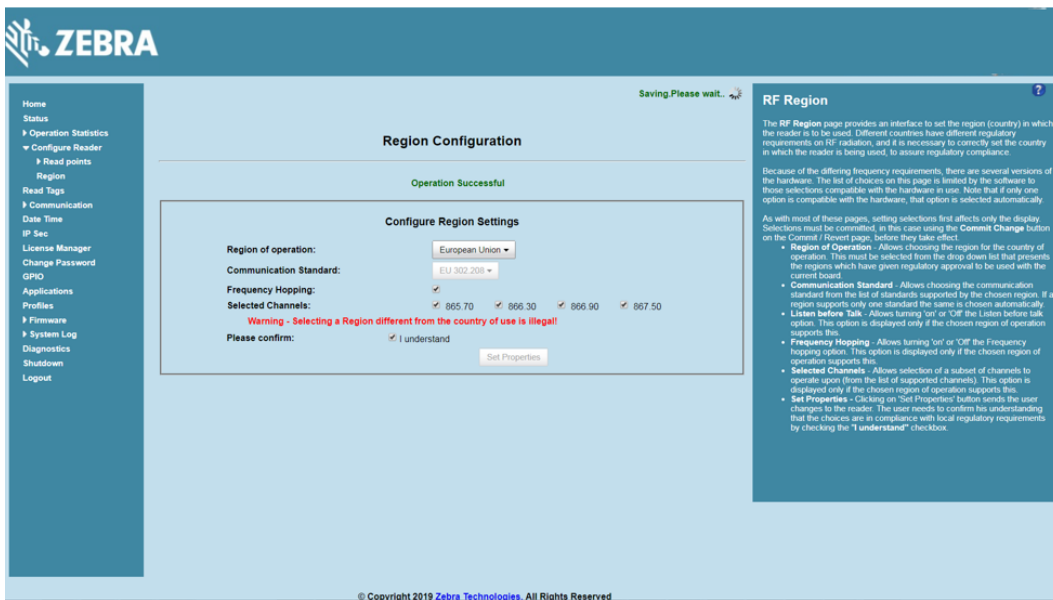 ZEBRA
Saving.Please wait..
Home
Status
Operation Statistics
Configure Reader
Read points
Region
Read Tags
Communication
Date Time
IP Sec
License Manager
Change Password
GPIO
Applications
Profiles
Firmware
System Log
Diagnostics
Shutdown
Logout
Region Configuration
Operation Successful
Configure Region Settings
Region of operation:
European Union
Communication Standard:
EU 302.208
Frequency Hopping:
Selected Channels:
865.70 866.30 866.90 867.50
Warning - Selecting a Region different from the country of use is illegal!
Please confirm:
I understand
Set Properties
?
RF Region
The RF Region page provides an interface to set the region (country) in which
the reader is to be used. Different countries have different regulatory
requirements on RF radiation, and it is necessary to correctly set the country
in which the reader is being used, to assure regulatory compliance.
Because of the differing frequency requirements, there are several versions of
the hardware. The list of choices on this page is limited by the software to
those selections compatible with the hardware in use. Note that if only one
option is compatible with the hardware, that option is selected automatically.
As with most of these pages, setting selections first affects only the display.
Selections must be committed, in this case using the Commit Change button
on the Commit / Revert page, before they take effect.
• Region of Operation - Allows choosing the region for the country of
operation. This must be selected from the drop down list that presents
the regions which have given regulatory approval to be used with the
current board.
• Communication Standard - Allows choosing the communication
standard from the list of standards supported by the chosen region. If a
region supports only one standard the same is chosen automatically.
• Listen before Talk - Allows turning 'on' or 'Off' the Listen before talk
option. This option is displayed only if the chosen region of operation
supports this.
• Frequency Hopping - Allows turning 'on' or 'Off' the Frequency
hopping option. This option is displayed only if the chosen region of
operation supports this.
• Selected Channels - Allows selection of a subset of channels to
operate upon (from the list of supported channels). This option is
displayed only if the chosen region of operation supports this.
• Set Properties - Clicking on 'Set Properties' button sends the user
changes to the reader. The user needs to confirm his understanding
that the choices are in compliance with local regulatory requirements
by checking the "I understand" checkbox.
© Copyright 2019 Zebra Technologies. All Rights Reserved